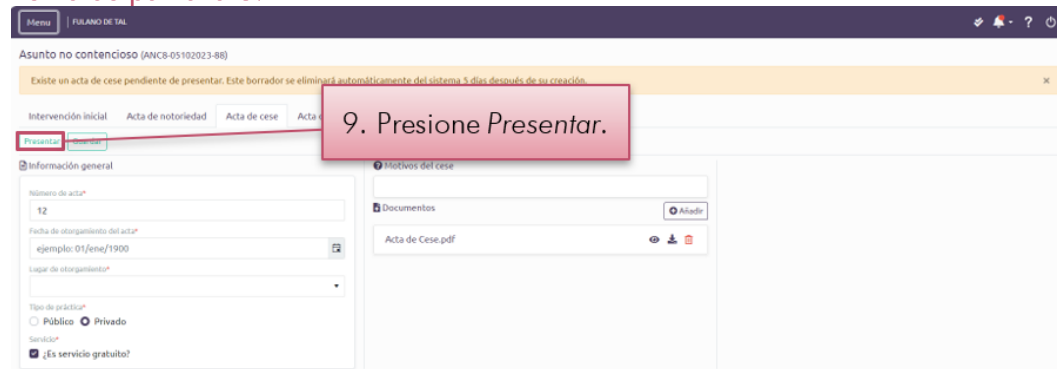 Menu | FULANO DE TAL
Asunto no contencioso (ANC8-05102023-88)
Existe un acta de cese pendiente de presentar. Este borrador se eliminará automáticamente del sistema 5 días después de su creación.
Intervención inicial Acta de notoriedad Acta de cese Acta
9. Presione Presentar.
Presentar Guardar
Información general
Número de acta*
12
Fecha de otorgamiento del acta*
ejemplo: 01/ene/1900
Lugar de otorgamiento*
Tipo de práctica*
Público Privado
Servicio*
¿Es servicio gratuito?
Motivos del cese
Documentos
Añadir
Acta de Cese.pdf